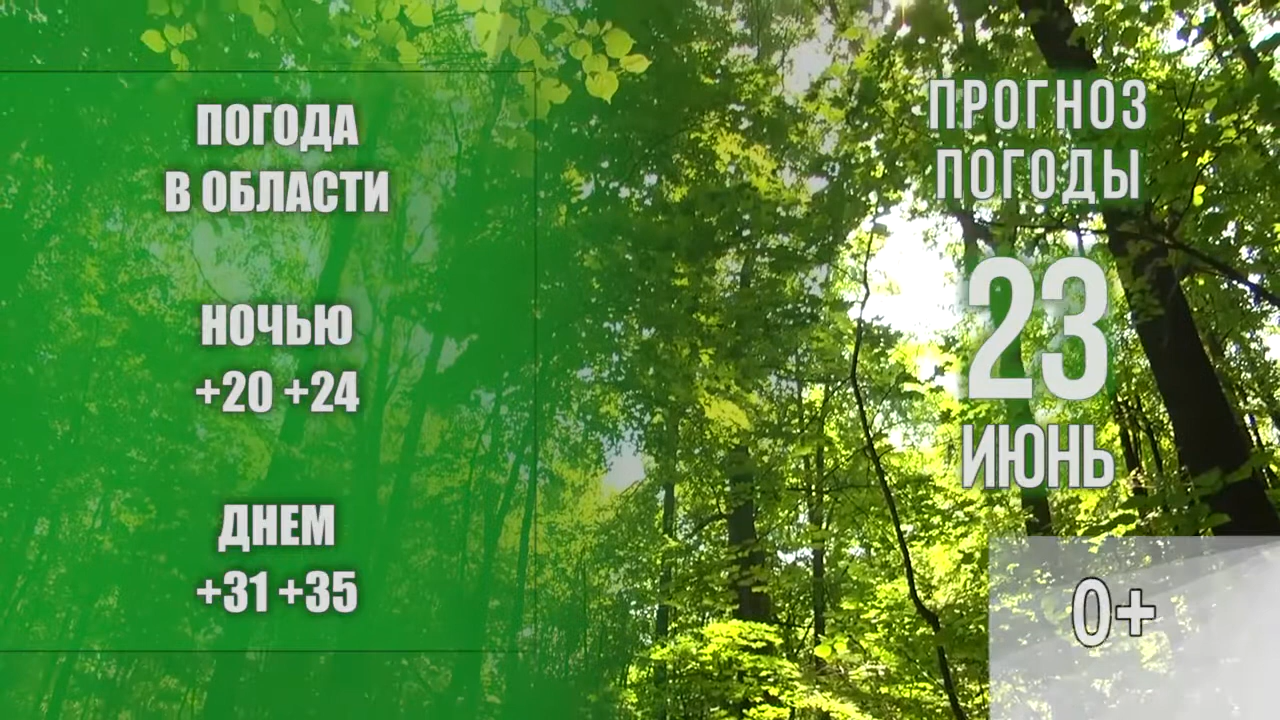 ПОГОДА
В ОБЛАСТИ
НОЧЬЮ
+20 +24
ДНЕМ
+31 +35
ПРОГНОЗ
ПОГОДЫ
23
ИЮНЬ
0+